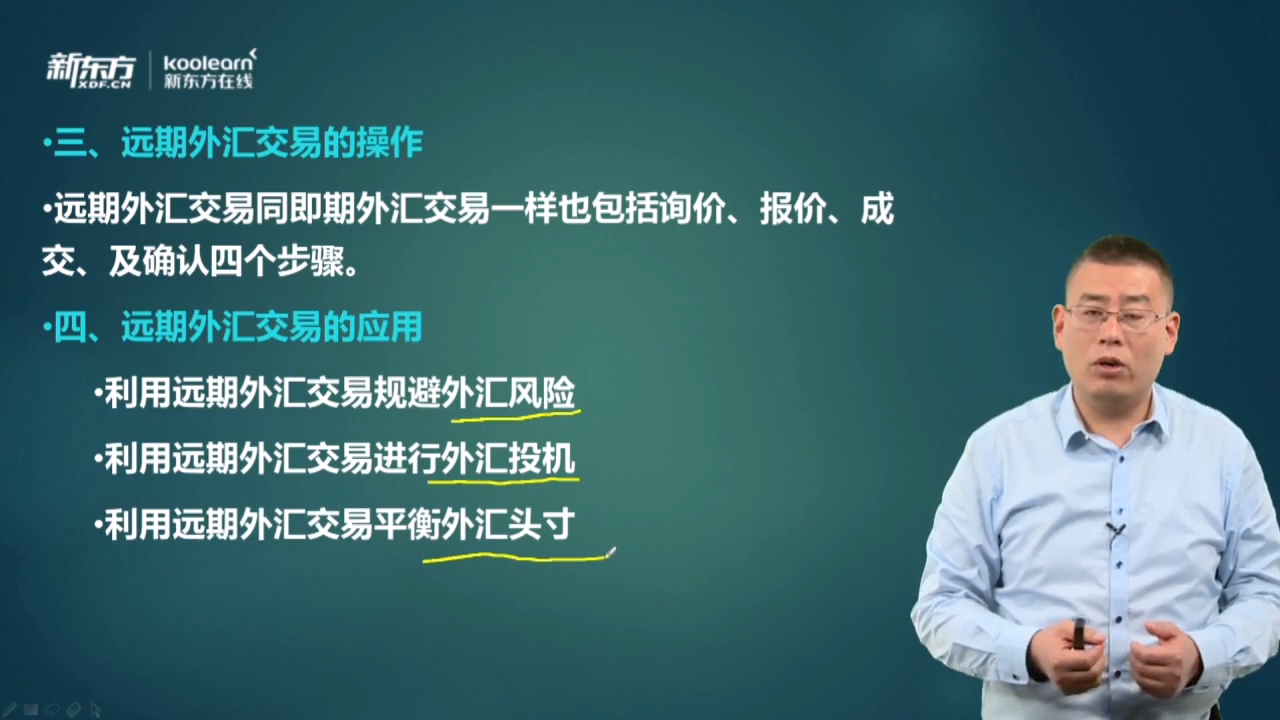 新东方 koolearn
XDF.CN 新东方在线
•三、远期外汇交易的操作
•远期外汇交易同即期外汇交易一样也包括询价、报价、成
交、及确认四个步骤。
•四、远期外汇交易的应用
•利用远期外汇交易规避外汇风险
•利用远期外汇交易进行外汇投机
•利用远期外汇交易平衡外汇头寸